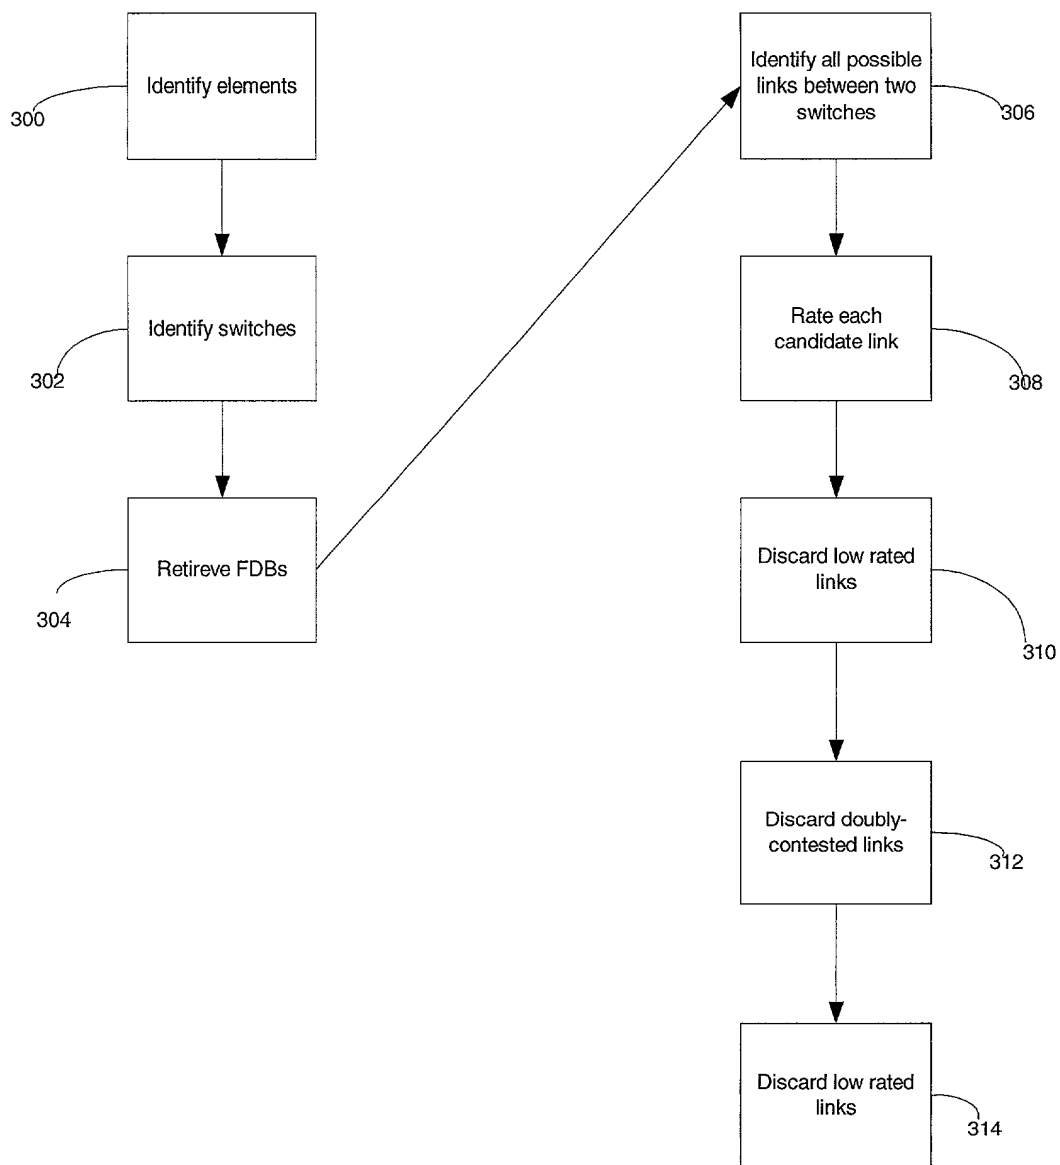 Identify elements
300
Identify switches
302
Retireve FDBs
304
Identify all possible
links between two
switches
306
Rate each
candidate link
308
Discard low rated
links
310
Discard doubly-
contested links
312
Discard low rated
links
314